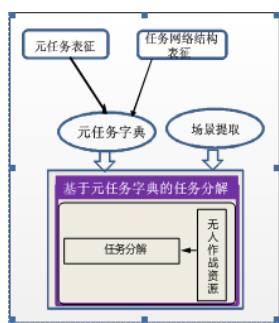 元任务表征
任务网络结构
表征
元任务字典
场景提取
基于元任务字典的任务分解
任务分解
无人作战资源